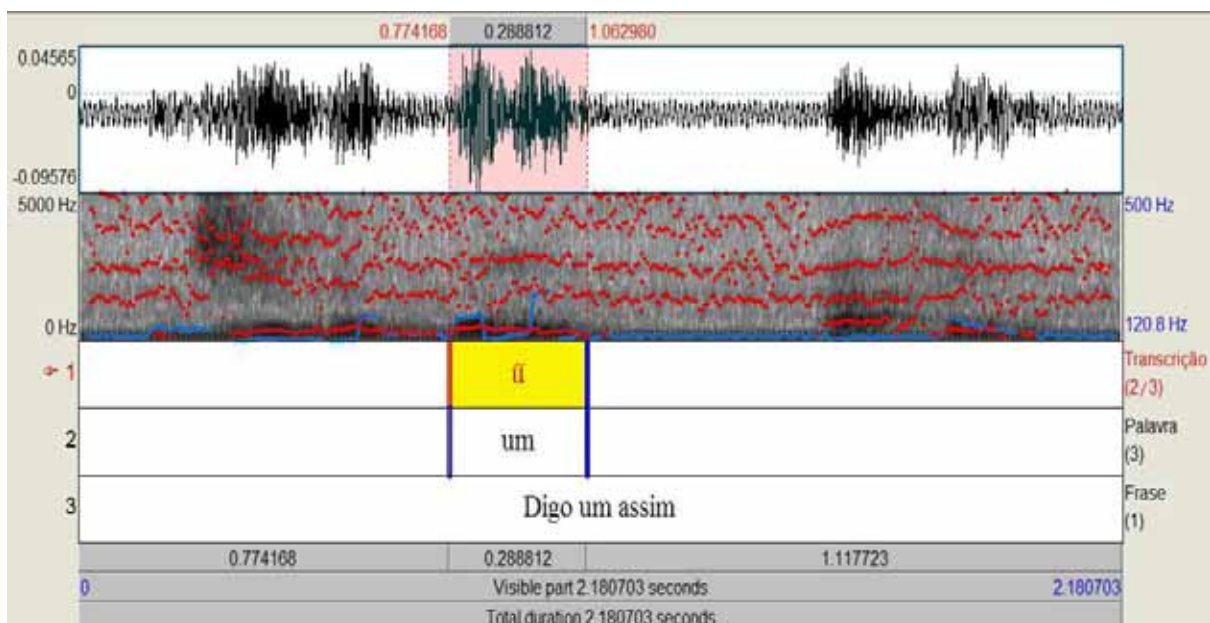 0.774168 0.288812 1.062980
0.04565
0
-0.09576
5000 Hz 500 Hz
0 Hz 120.8 Hz
1 Transcrição
(2/3)
2 um Palavra
(3)
3 Digo um assim Frase
(1)
0.774168 0.288812 1.117723
0 Visible part 2.180703 seconds 2.180703
Total duration 2.180703 seconds